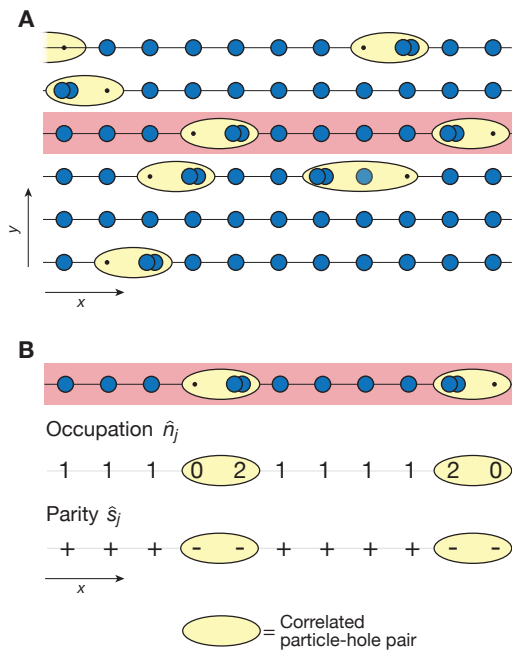 A
y
x
B
Occupation n̂ⱼ
1 1 1 0 2 1 1 1 1 2 0
Parity ŝⱼ
+ + + - - + + + + - -
x
= Correlated
particle-hole pair